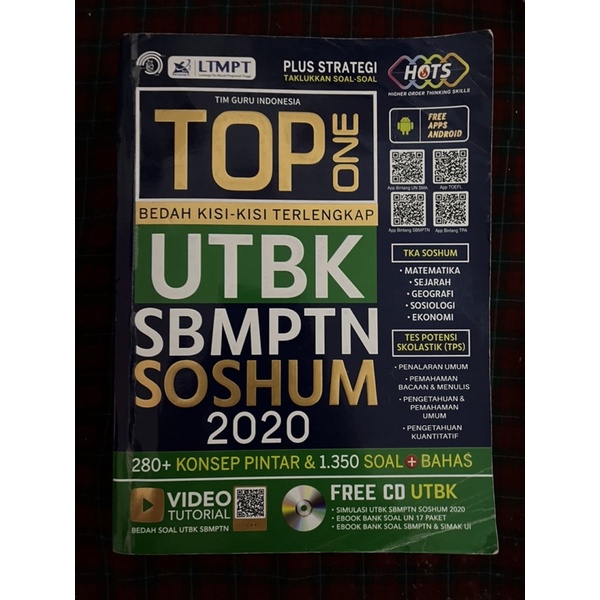 LTMPT
PLUS STRATEGI
TAKLUKKAN SOAL-SOAL
HOTS
HIGHER ORDER THINKING SKILLS
TIM GURU INDONESIA
TOP ONE
BEDAH KISI-KISI TERLENGKAP
UTBK
SBMPTN
SOSHUM
2020
FREE
APPS
ANDROID
App Bintang UN SMA
App TOEFL
App Bintang SBMPTN
App Bintang TPA
TKA SOSHUM
• MATEMATIKA
• SEJARAH
• GEOGRAFI
• SOSIOLOGI
• EKONOMI
TES POTENSI
SKOLASTIK (TPS)
• PENALARAN UMUM
• PEMAHAMAN
BACAAN & MENULIS
• PENGETAHUAN &
PEMAHAMAN
UMUM
• PENGETAHUAN
KUANTITATIF
280+ KONSEP PINTAR & 1.350 SOAL + BAHAS
VIDEO
TUTORIAL
BEDAH SOAL UTBK SBMPTN
FREE CD UTBK
• SIMULASI UTBK SBMPTN SOSHUM 2020
• EBOOK BANK SOAL UN 17 PAKET
• EBOOK BANK SOAL SBMPTN & SIMAK UI